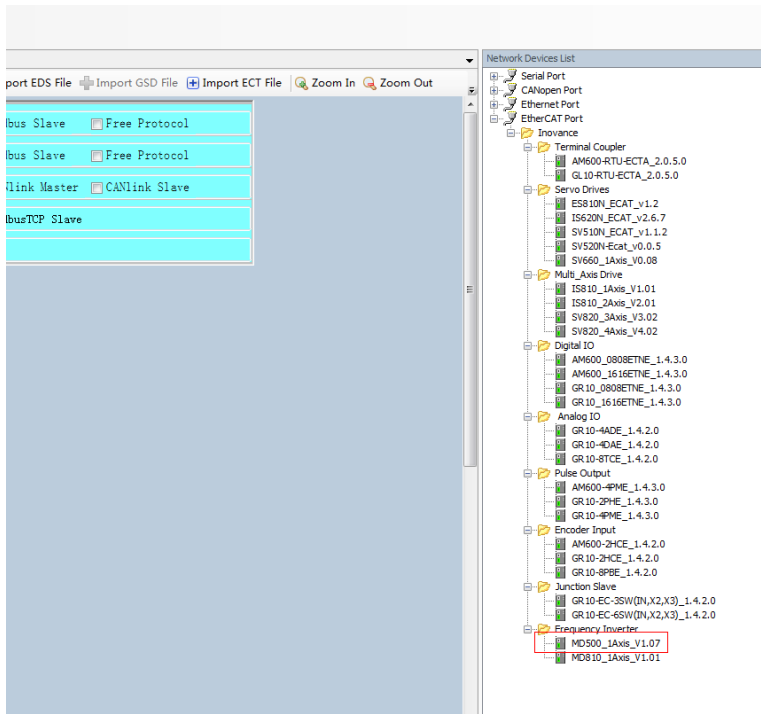 Network Devices List
port EDS File Import GSD File Import ECT File Zoom In Zoom Out
lbus Slave Free Protocol
lbus Slave Free Protocol
Nlink Master CANlink Slave
lbusTCP Slave
Serial Port
CANopen Port
Ethernet Port
EtherCAT Port
Inovance
Terminal Coupler
AM600-RTU-ECTA_2.0.5.0
GL10-RTU-ECTA_2.0.5.0
Servo Drives
ES810N_ECAT_v1.2
IS620N_ECAT_v2.6.7
SV510N_ECAT_v1.1.2
SV520N-Ecat_v0.0.5
SV660_1Axis_V0.08
Multi_Axis Drive
IS810_1Axis_V1.01
IS810_2Axis_V2.01
SV820_3Axis_V3.02
SV820_4Axis_V4.02
Digital IO
AM600_0808ETNE_1.4.3.0
AM600_1616ETNE_1.4.3.0
GR10_0808ETNE_1.4.3.0
GR10_1616ETNE_1.4.3.0
Analog IO
GR10-4ADE_1.4.2.0
GR10-4DAE_1.4.2.0
GR10-8TCE_1.4.2.0
Pulse Output
AM600-4PME_1.4.3.0
GR10-2PHE_1.4.3.0
GR10-4PME_1.4.3.0
Encoder Input
AM600-2HCE_1.4.2.0
GR10-2HCE_1.4.2.0
GR10-8PBE_1.4.2.0
Junction Slave
GR10-EC-3SW(IN,X2,X3)_1.4.2.0
GR10-EC-6SW(IN,X2,X3)_1.4.2.0
Frequency Inverter
MD500_1Axis_V1.07
MD810_1Axis_V1.01